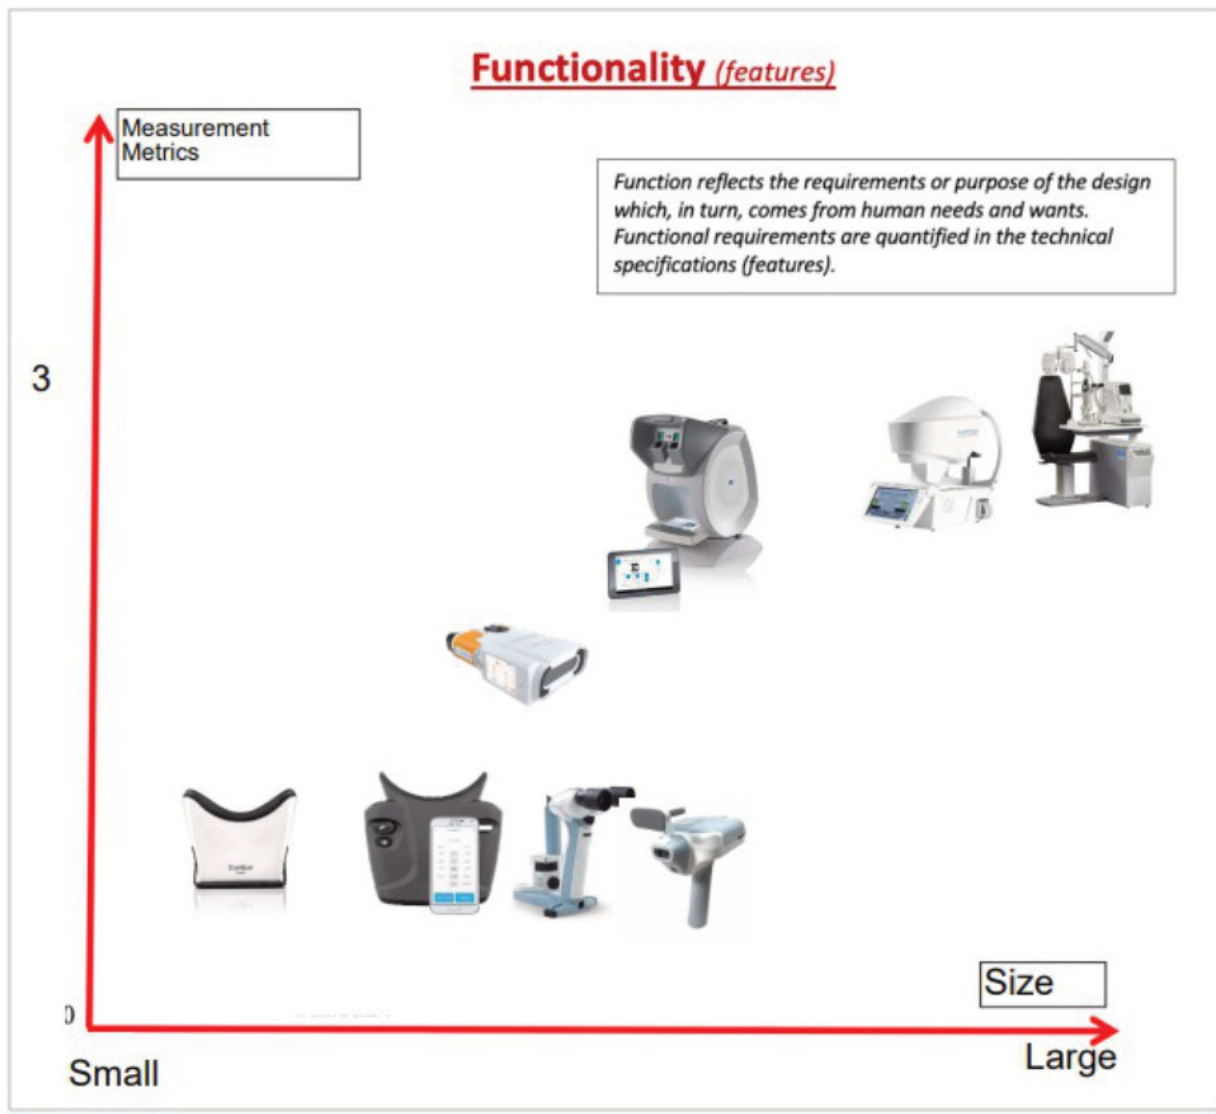 Functionality (features)
Measurement
Metrics
Function reflects the requirements or purpose of the design
which, in turn, comes from human needs and wants.
Functional requirements are quantified in the technical
specifications (features).
3
0
Size
Small
Large